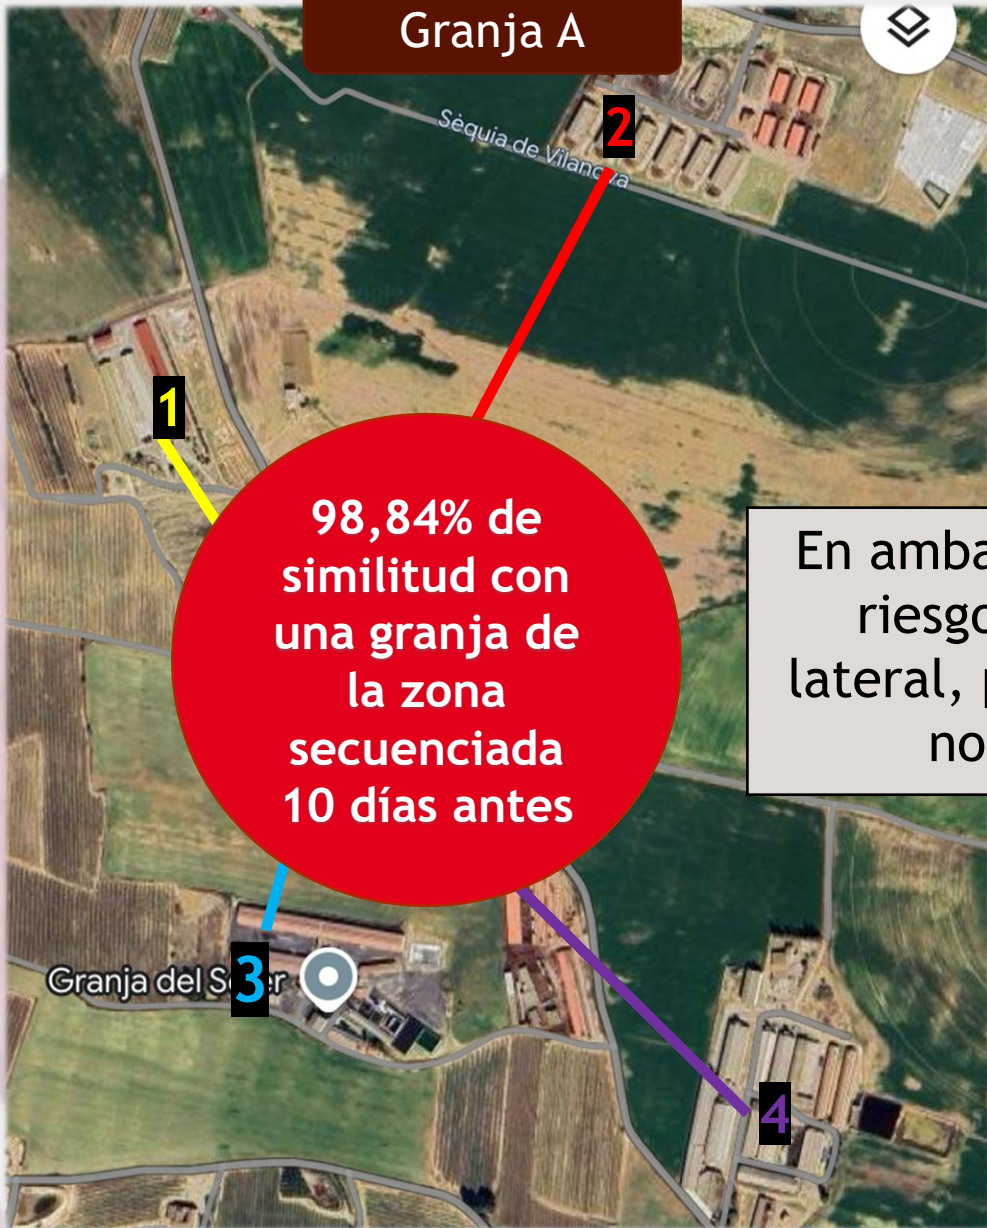 Granja A
2
Sèquia de Vilanova
1
98,84% de
similitud con
una granja de
la zona
secuenciada
10 días antes
En amba
riesgo
lateral, p
no
Granja del S
3
4